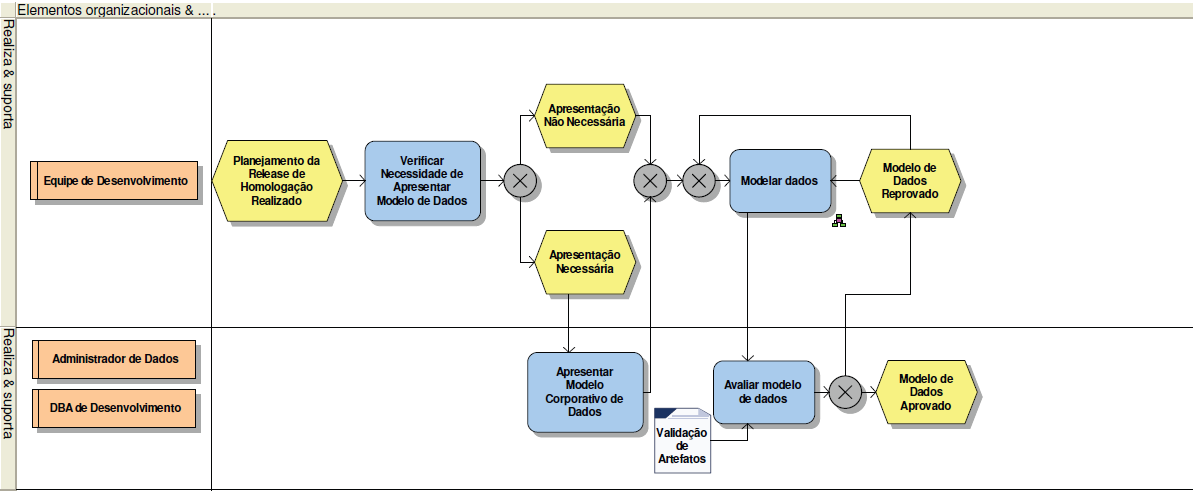 Elementos organizacionais & ... .
Realiza & suporta
Equipe de Desenvolvimento
Planejamento da
Release de
Homologação
Realizado
Verificar
Necessidade de
Apresentar
Modelo de Dados
Apresentação
Não Necessária
Apresentação
Necessária
Modelar dados
Modelo de
Dados
Reprovado
Realiza & suporta
Administrador de Dados
DBA de Desenvolvimento
Apresentar
Modelo
Corporativo de
Dados
Validação
de
Artefatos
Avaliar modelo
de dados
Modelo de
Dados
Aprovado